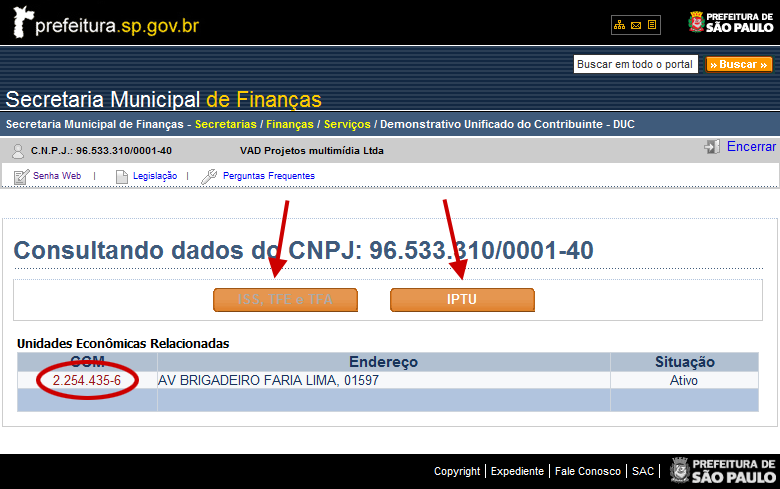 prefeitura.sp.gov.br
PREFEITURA DE
SÃO PAULO
Buscar em todo o portal
» Buscar »
Secretaria Municipal de Finanças
Secretaria Municipal de Finanças - Secretarias / Finanças / Serviços / Demonstrativo Unificado do Contribuinte - DUC
C.N.P.J.: 96.533.310/0001-40 VAD Projetos multimídia Ltda Encerrar
Senha Web | Legislação | Perguntas Frequentes
Consultando dados do CNPJ: 96.533.310/0001-40
ISS, TFE e TFA IPTU
Unidades Econômicas Relacionadas
CCM Endereço Situação
2.254.435-6 AV BRIGADEIRO FARIA LIMA, 01597 Ativo
Copyright | Expediente | Fale Conosco | SAC |
PREFEITURA DE
SÃO PAULO